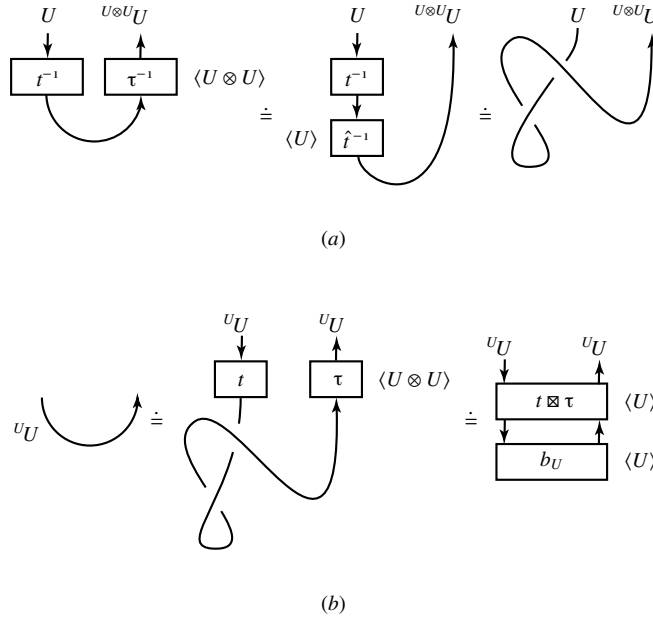 U U⊗UU U U⊗UU U U⊗UU
t⁻¹ τ⁻¹ ⟨U ⊗ U⟩ t⁻¹
≐ ⟨U⟩ t̂⁻¹ ≐
(a)
UU UU UU UU
t τ ⟨U ⊗ U⟩ t ⊠ τ ⟨U⟩
UU ≐ ≐
b_U ⟨U⟩
(b)